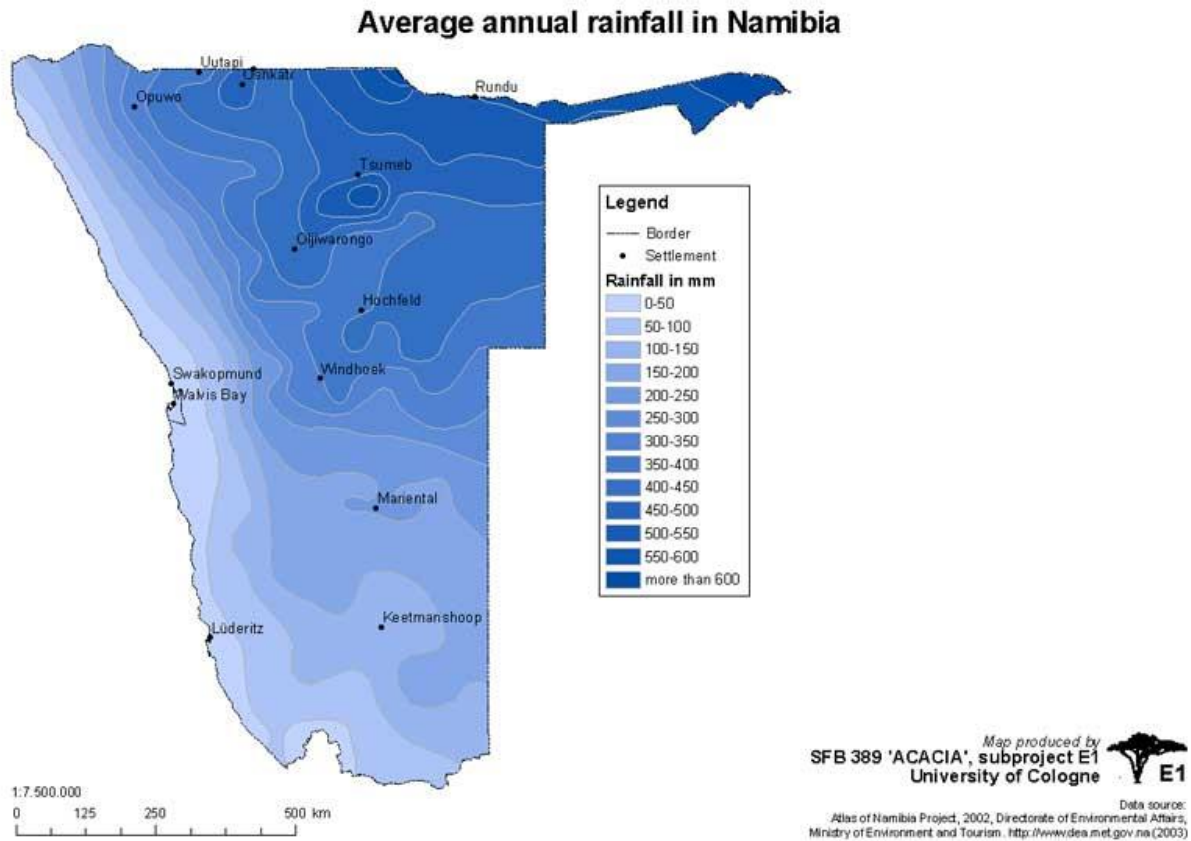 Average annual rainfall in Namibia
Uutapi
Oshikati
Opuwo
Rundu
Tsumeb
Otjiwarongo
Hochfeld
Windhoek
Swakopmund
Walvis Bay
Mariental
Keetmanshoop
Lüderitz
Legend
Border
Settlement
Rainfall in mm
0-50
50-100
100-150
150-200
200-250
250-300
300-350
350-400
400-450
450-500
500-550
550-600
more than 600
1:7.500.000
0 125 250 500 km
Map produced by
SFB 389 'ACACIA', subproject E1
University of Cologne
E1
Data source:
Atlas of Namibia Project, 2002, Directorate of Environmental Affairs,
Ministry of Environment and Tourism. http://www.dea.met.gov.na (2003)